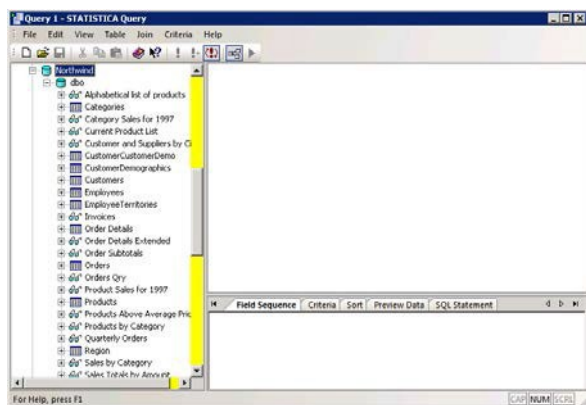 Query 1 - STATISTICA Query
File Edit View Table Join Criteria Help
Northwind
dbo
Alphabetical list of products
Categories
Category Sales for 1997
Current Product List
Customer and Suppliers by Ci
CustomerCustomerDemo
CustomerDemographics
Customers
Employees
EmployeeTerritories
Invoices
Order Details
Order Details Extended
Order Subtotals
Orders
Orders Qry
Product Sales for 1997
Products
Products Above Average Pric
Products by Category
Quarterly Orders
Region
Sales by Category
Sales Totals by Amount
Field Sequence Criteria Sort Preview Data SQL Statement
For Help, press F1
CAP NUM SCRL